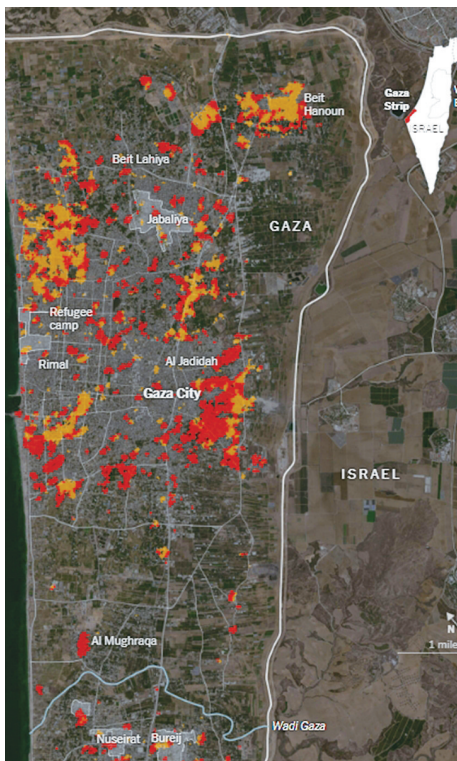 Beit
Hanoun
Gaza
Strip
ISRAEL
Beit Lahiya
Jabaliya
GAZA
Refugee
camp
Rimal
Al Jadidah
Gaza City
ISRAEL
N
1 mile
Al Mughraqa
Wadi Gaza
Nuseirat
Bureij